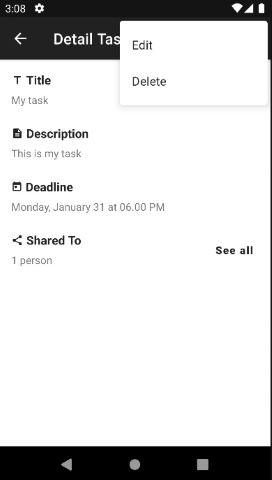 3:08
Detail Tas
Edit
Delete
Title
My task
Description
This is my task
Deadline
Monday, January 31 at 06.00 PM
Shared To
1 person
See all